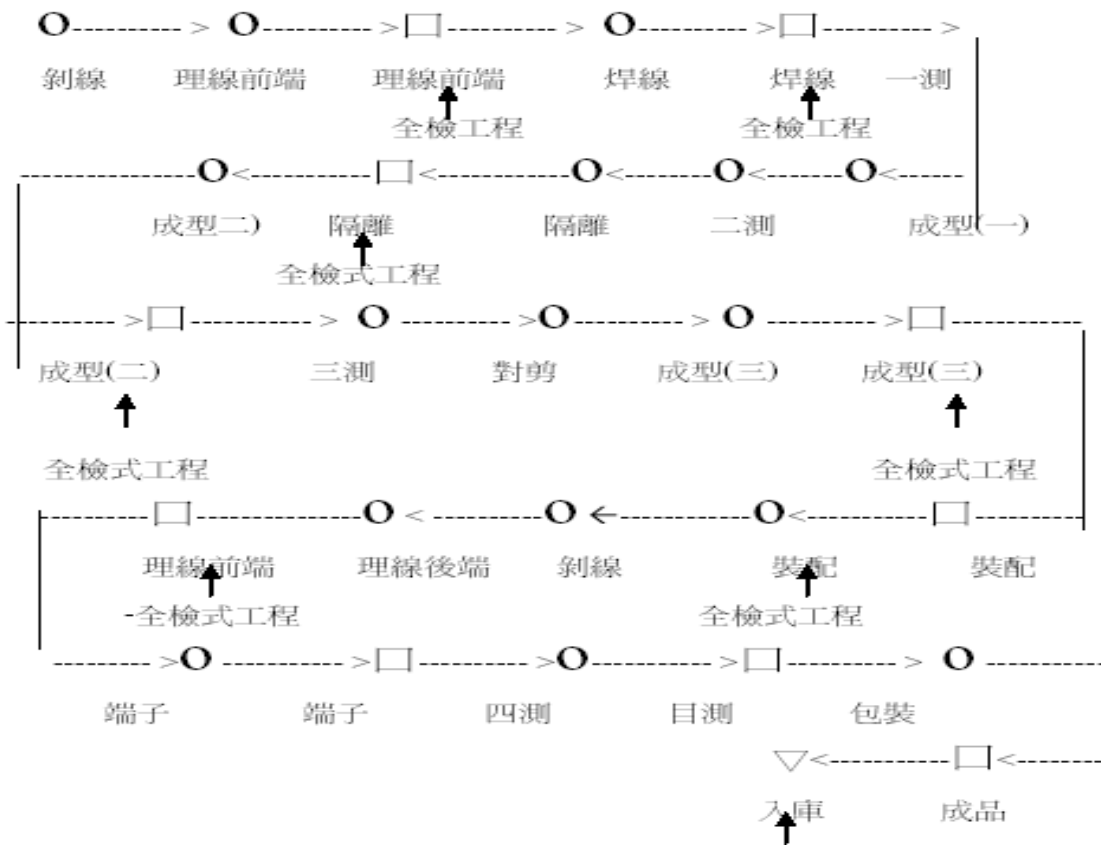 剝線 理線前端 理線前端 焊線 焊線 一測
全檢工程 全檢工程
成型二) 隔離 隔離 二測 成型(一)
全檢式工程
成型(二) 三測 對剪 成型(三) 成型(三)
全檢式工程 全檢式工程
理線前端 理線後端 剝線 裝配 裝配
-全檢式工程 全檢式工程
端子 端子 四測 目測 包裝
入庫 成品